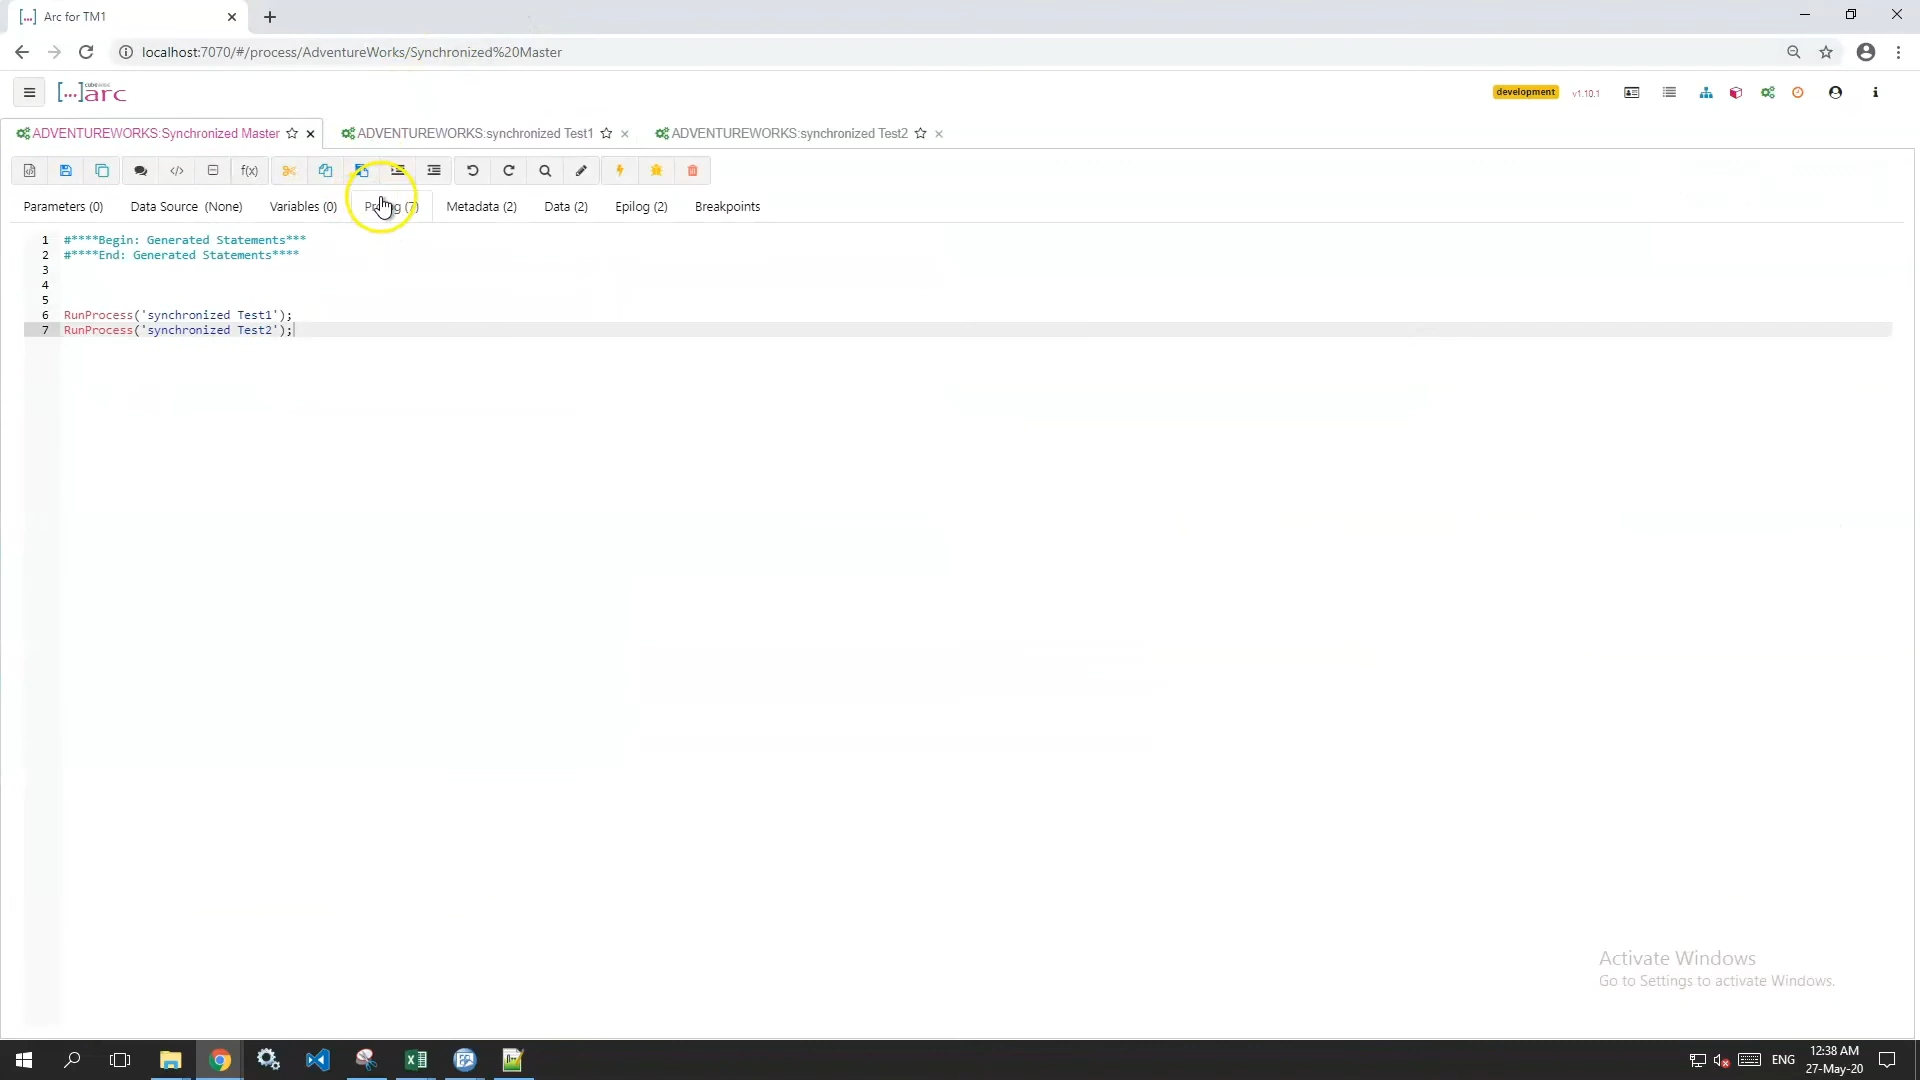 [...] Arc for TM1
localhost:7070/#/process/AdventureWorks/Synchronized%20Master
[...]arc
development
v1.10.1
ADVENTUREWORKS:Synchronized Master
ADVENTUREWORKS:synchronized Test1
ADVENTUREWORKS:synchronized Test2
f(x)
Parameters (0)
Data Source (None)
Variables (0)
Prolog (7)
Metadata (2)
Data (2)
Epilog (2)
Breakpoints
1 #****Begin: Generated Statements***
2 #****End: Generated Statements****
3
4
5
6 RunProcess('synchronized Test1');
7 RunProcess('synchronized Test2');
Activate Windows
Go to Settings to activate Windows.
ENG
12:38 AM
27-May-20